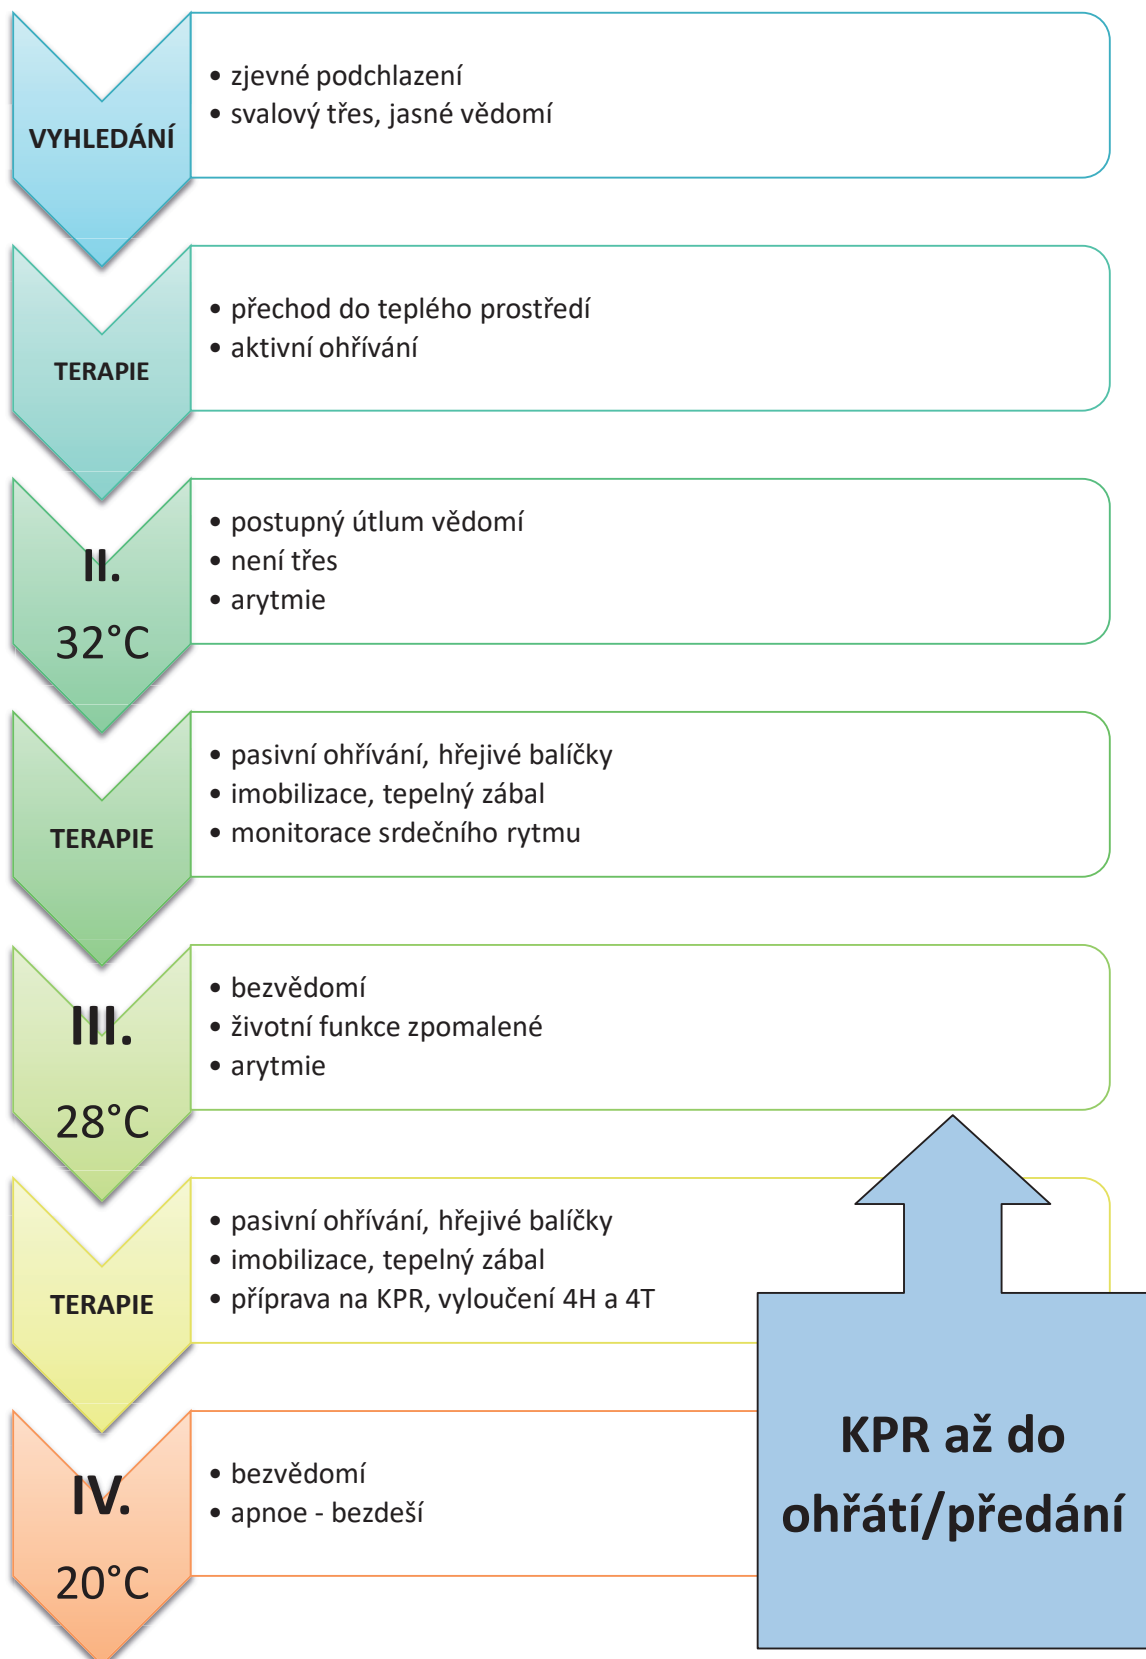 VYHLEDÁNÍ
• zjevné podchlazení
• svalový třes, jasné vědomí
TERAPIE
• přechod do teplého prostředí
• aktivní ohřívání
II.
32°C
• postupný útlum vědomí
• není třes
• arytmie
TERAPIE
• pasivní ohřívání, hřejivé balíčky
• imobilizace, tepelný zábal
• monitorace srdečního rytmu
III.
28°C
• bezvědomí
• životní funkce zpomalené
• arytmie
TERAPIE
• pasivní ohřívání, hřejivé balíčky
• imobilizace, tepelný zábal
• příprava na KPR, vyloučení 4H a 4T
IV.
20°C
• bezvědomí
• apnoe - bezdeší
KPR až do
ohřátí/předání